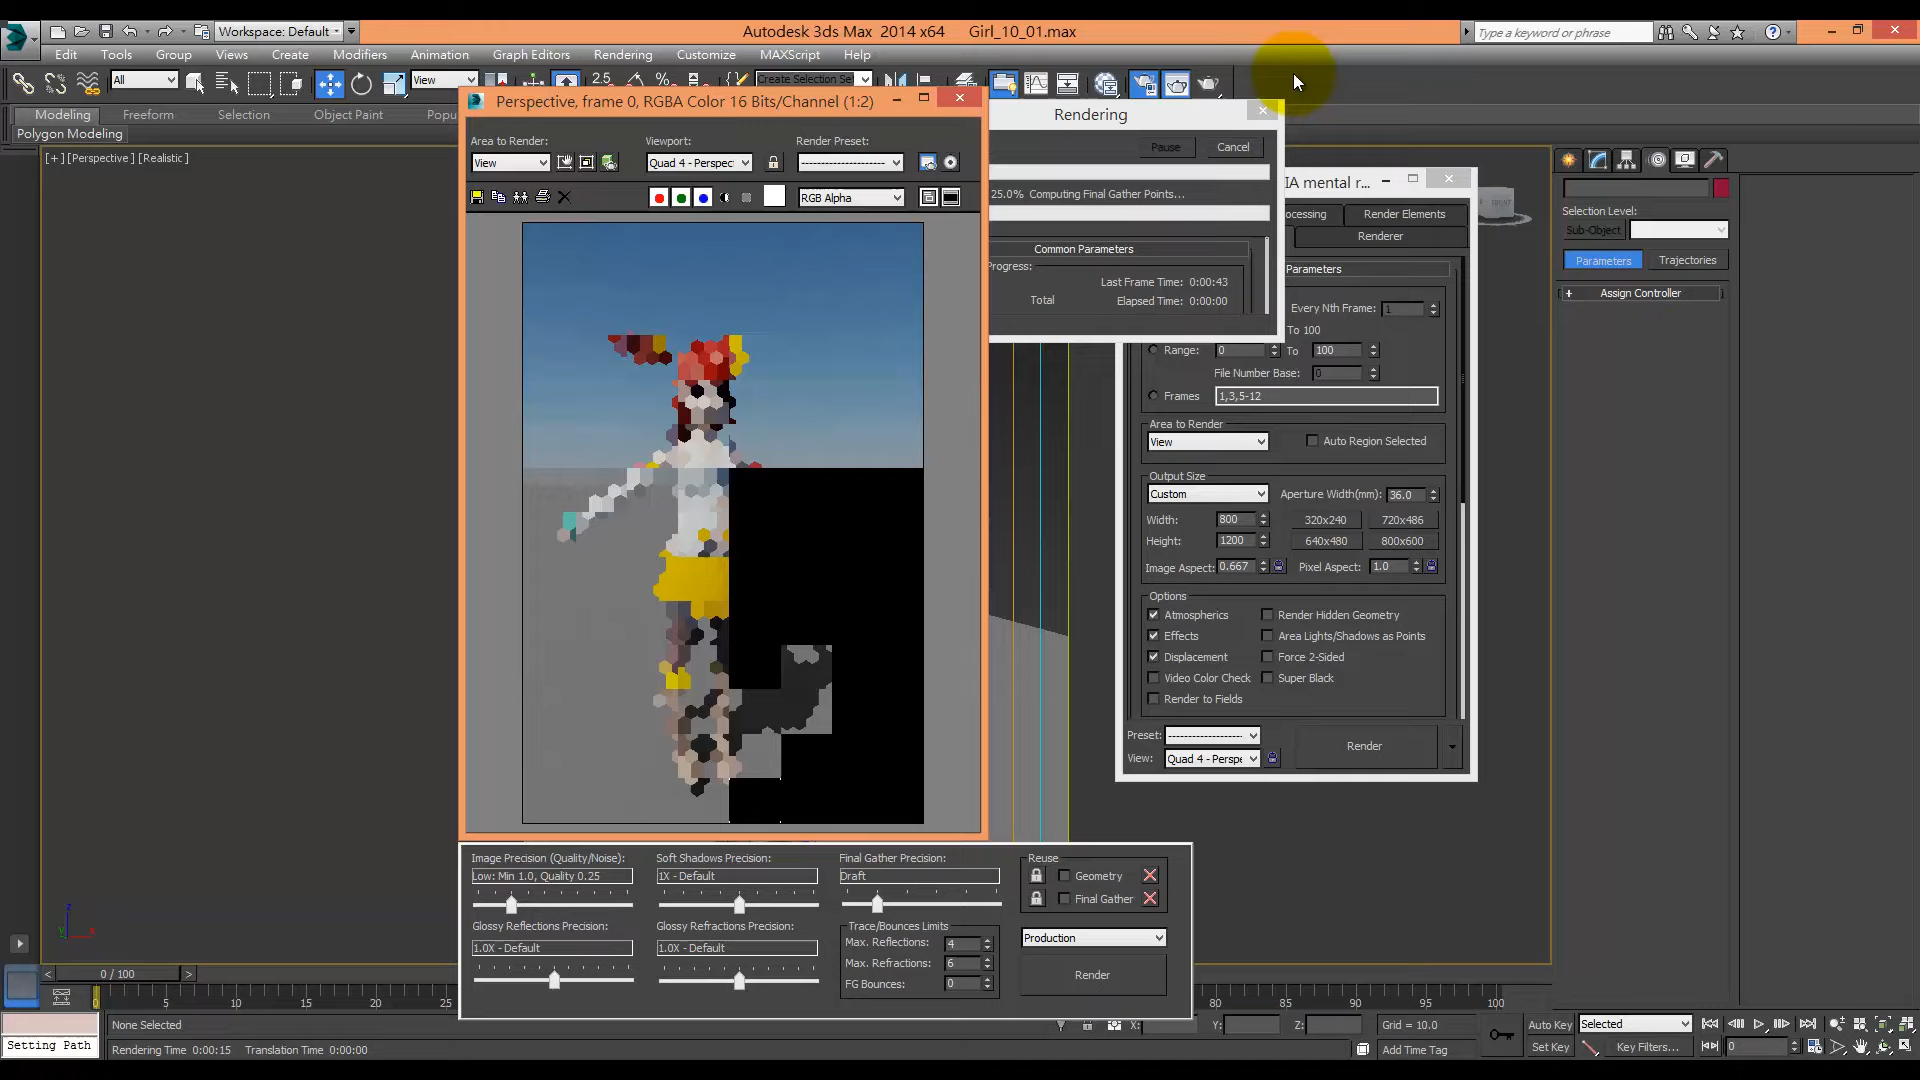 Workspace: Default
Autodesk 3ds Max 2014 x64 Girl_10_01.max
Type a keyword or phrase
Edit Tools Group Views Create Modifiers Animation Graph Editors Rendering Customize MAXScript Help
All View 2.5 Create Selection Set
Modeling Freeform Selection Object Paint Popu
Polygon Modeling
[+] [Perspective ] [Realistic ]
Perspective, frame 0, RGBA Color 16 Bits/Channel (1:2)
Area to Render: Viewport: Render Preset:
View Quad 4 - Perspect
RGB Alpha
Rendering
Pause Cancel
25.0% Computing Final Gather Points...
Common Parameters
Progress:
Last Frame Time: 0:00:43
Total Elapsed Time: 0:00:00
IA mental r...
ocessing Render Elements
Renderer
Parameters
Every Nth Frame: 1
To 100
Range: 0 To 100
File Number Base: 0
Frames 1,3,5-12
Area to Render
View Auto Region Selected
Output Size
Custom Aperture Width(mm): 36.0
Width: 800 320x240 720x486
Height: 1200 640x480 800x600
Image Aspect: 0.667 Pixel Aspect: 1.0
Options
Atmospherics Render Hidden Geometry
Effects Area Lights/Shadows as Points
Displacement Force 2-Sided
Video Color Check Super Black
Render to Fields
Preset:
View: Quad 4 - Perspe
Render
FRONT
Selection Level:
Sub-Object
Parameters Trajectories
+ Assign Controller
Image Precision (Quality/Noise): Soft Shadows Precision: Final Gather Precision: Reuse
Low: Min 1.0, Quality 0.25 1X - Default Draft Geometry
Final Gather
Glossy Reflections Precision: Glossy Refractions Precision: Trace/Bounces Limits
1.0X - Default 1.0X - Default Max. Reflections: 4 Production
Max. Refractions: 6
FG Bounces: 0 Render
z
y
x
< 0 / 100 >
0 5 10 15 20 25 80 85 90 95 100
None Selected X: Y: Z: Grid = 10.0 Auto Key Selected
Setting Path Rendering Time 0:00:15 Translation Time 0:00:00 Add Time Tag Set Key Key Filters... 0